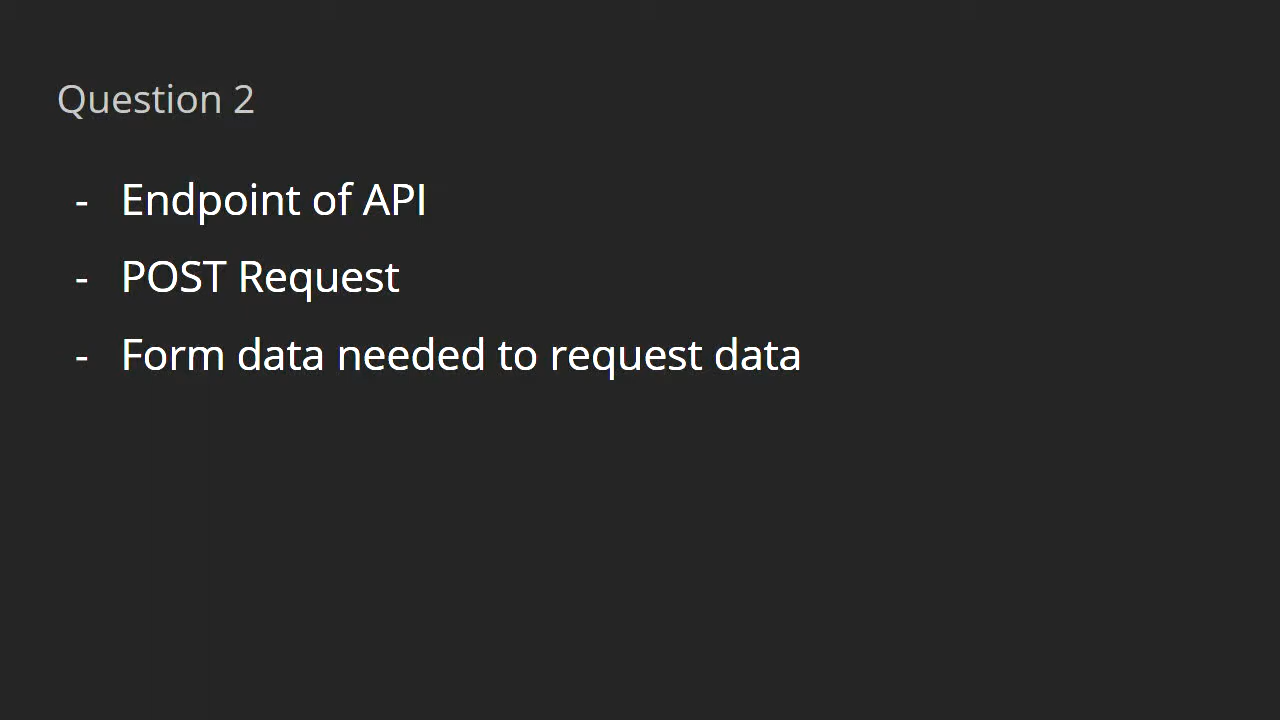 Question 2
- Endpoint of API
- POST Request
- Form data needed to request data